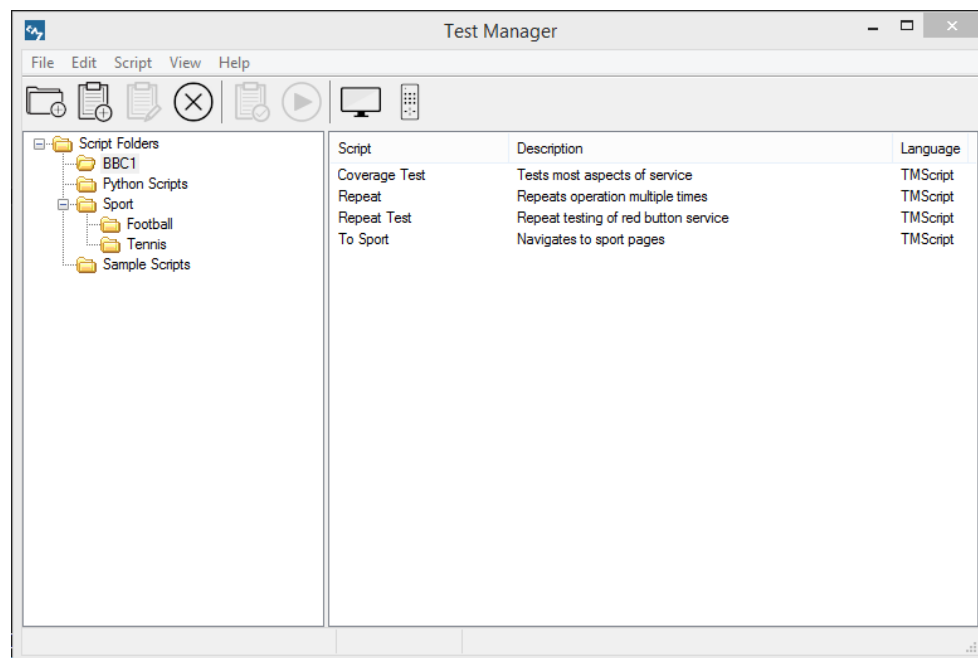 Test Manager
File Edit Script View Help
Script Folders
BBC1
Python Scripts
Sport
Football
Tennis
Sample Scripts
Script Description Language
Coverage Test Tests most aspects of service TMScript
Repeat Repeats operation multiple times TMScript
Repeat Test Repeat testing of red button service TMScript
To Sport Navigates to sport pages TMScript